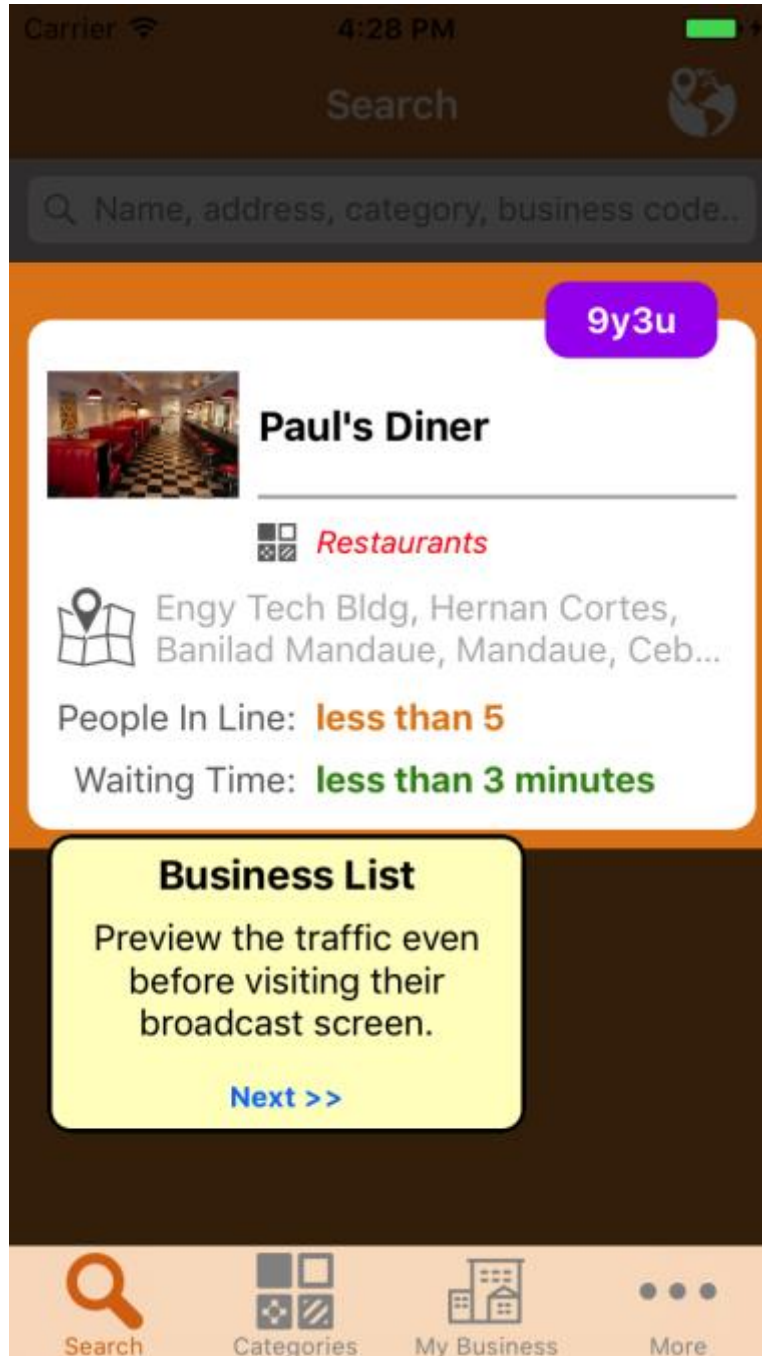 Carrier 4:28 PM
Search
Name, address, category, business code..
9y3u
Paul's Diner
Restaurants
Engy Tech Bldg, Hernan Cortes,
Banilad Mandaue, Mandaue, Ceb...
People In Line: less than 5
Waiting Time: less than 3 minutes
Business List
Preview the traffic even
before visiting their
broadcast screen.
Next >>
Search Categories My Business More